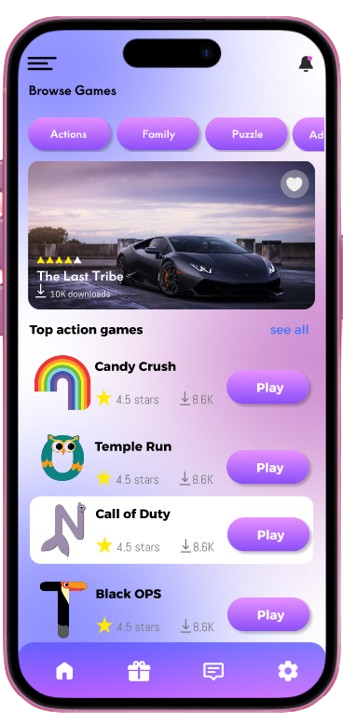 Browse Games
Actions Family Puzzle Ad
The Last Tribe
10K downloads
Top action games see all
Candy Crush
4.5 stars 8.6K
Play
Temple Run
4.5 stars 8.6K
Play
Call of Duty
4.5 stars 8.6K
Play
Black OPS
4.5 stars 8.6K
Play